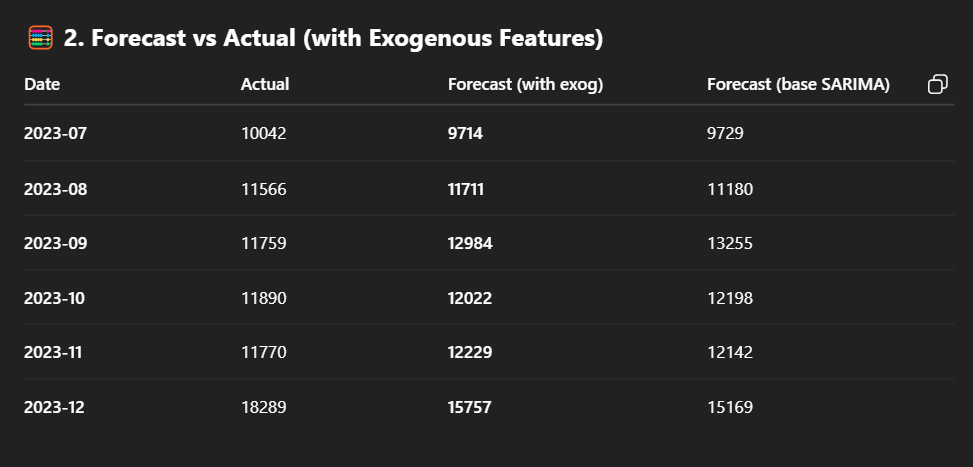 🧮 2. Forecast vs Actual (with Exogenous Features)
Date Actual Forecast (with exog) Forecast (base SARIMA)
2023-07 10042 9714 9729
2023-08 11566 11711 11180
2023-09 11759 12984 13255
2023-10 11890 12022 12198
2023-11 11770 12229 12142
2023-12 18289 15757 15169